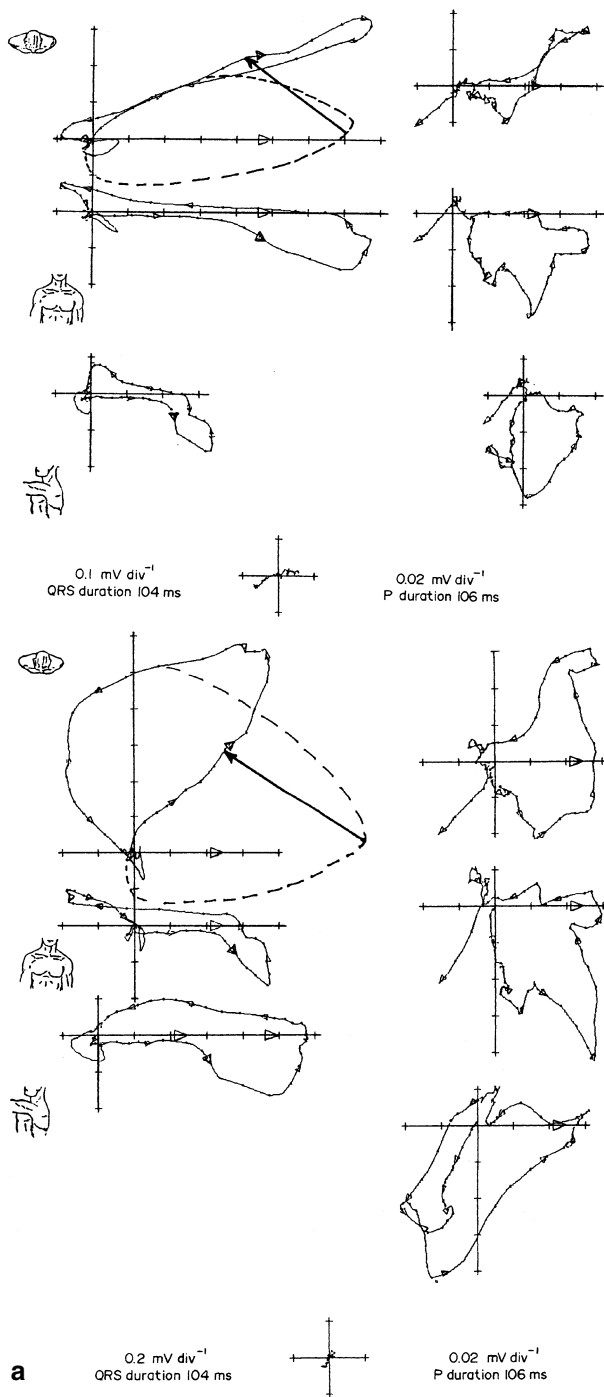 0.1 mV div⁻¹
QRS duration 104 ms
0.02 mV div⁻¹
P duration 106 ms
0.2 mV div⁻¹
QRS duration 104 ms
0.02 mV div⁻¹
P duration 106 ms
a